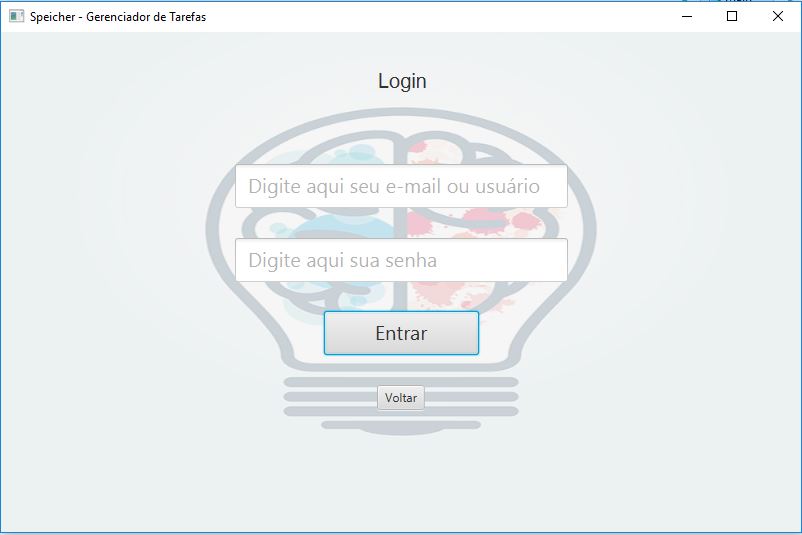 Speicher - Gerenciador de Tarefas
Login
Digite aqui seu e-mail ou usuário
Digite aqui sua senha
Entrar
Voltar